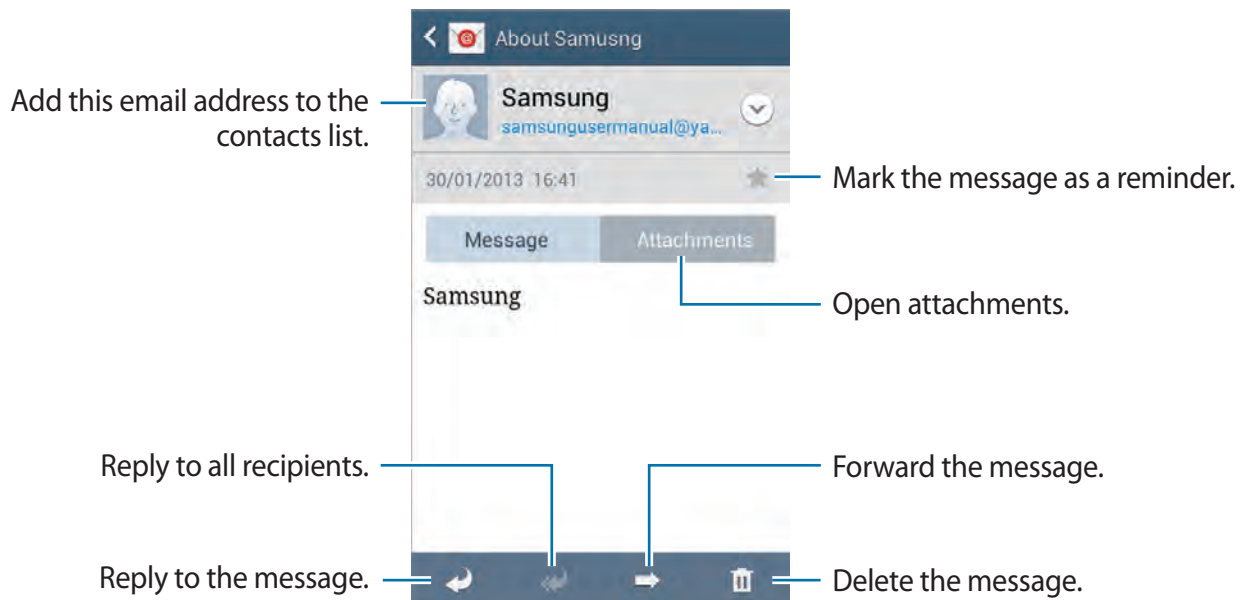 About Samusng
Add this email address to the
contacts list.
Samsung
samsungusermanual@ya...
30/01/2013 16:41
Mark the message as a reminder.
Message
Attachments
Samsung
Open attachments.
Reply to all recipients.
Forward the message.
Reply to the message.
Delete the message.